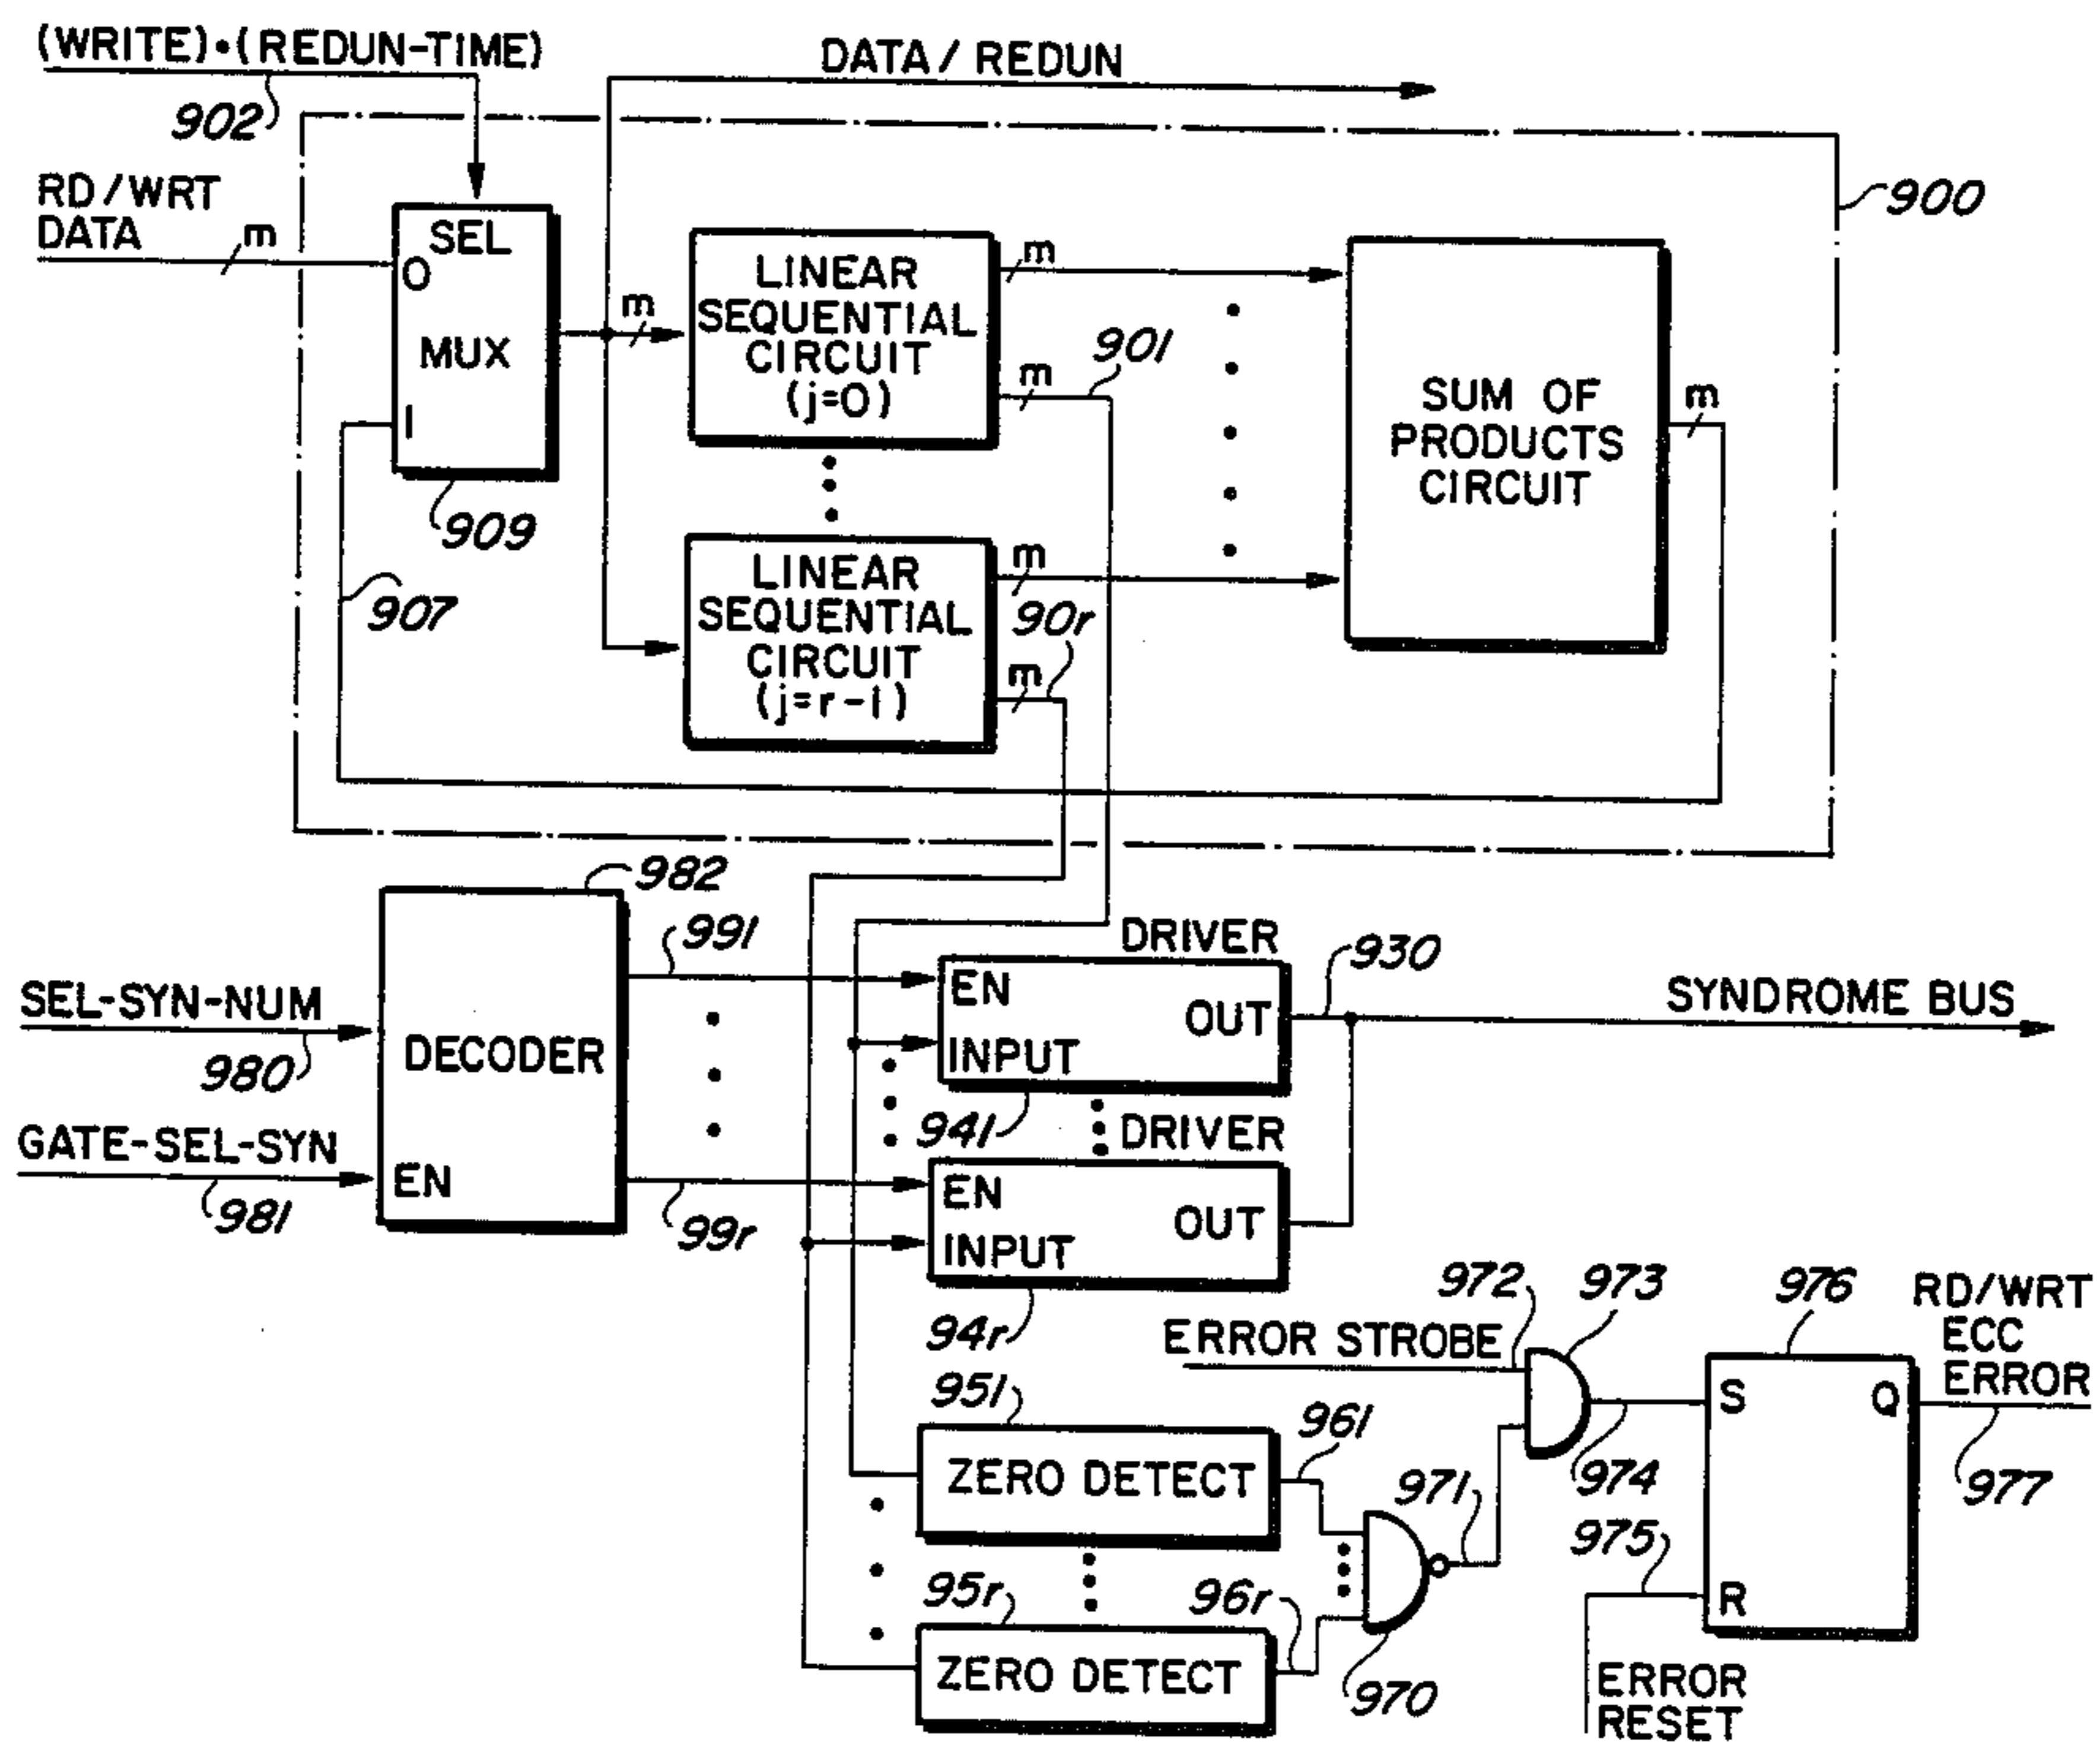 (WRITE)•(REDUN-TIME)
902
DATA / REDUN
RD/WRT
DATA
m
SEL
0
MUX
1
909
907
900
m
LINEAR
SEQUENTIAL
CIRCUIT
(j=0)
m
m
901
LINEAR
SEQUENTIAL
CIRCUIT
(j=r-1)
m
90r
m
SUM OF
PRODUCTS
CIRCUIT
m
982
991
SEL-SYN-NUM
980
DECODER
GATE-SEL-SYN
981
EN
99r
DRIVER
930
EN
OUT
INPUT
SYNDROME BUS
941
DRIVER
EN
OUT
INPUT
94r
972
973
976
RD/WRT
ECC
ERROR
ERROR STROBE
951
961
ZERO DETECT
S
Q
974
977
971
975
95r
96r
R
ZERO DETECT
970
ERROR
RESET